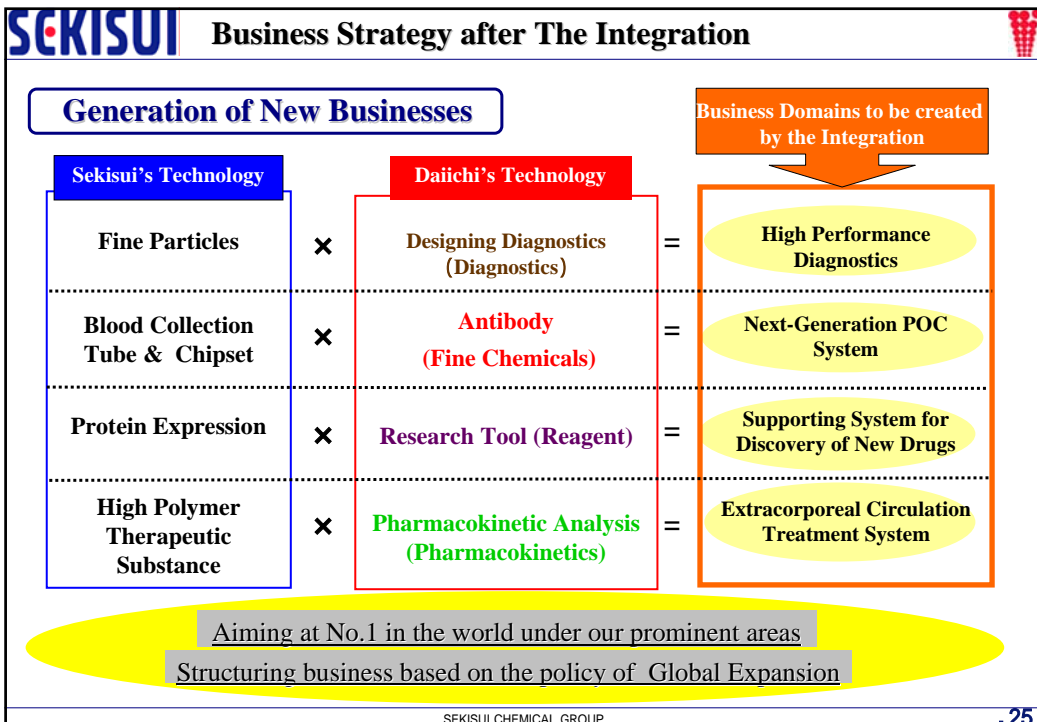 SEKISUI
Business Strategy after The Integration
Generation of New Businesses
Business Domains to be created
by the Integration
Sekisui's Technology
Daiichi's Technology
Fine Particles
×
Designing Diagnostics
(Diagnostics)
=
High Performance
Diagnostics
Blood Collection
Tube & Chipset
×
Antibody
(Fine Chemicals)
=
Next-Generation POC
System
Protein Expression
×
Research Tool (Reagent)
=
Supporting System for
Discovery of New Drugs
High Polymer
Therapeutic
Substance
×
Pharmacokinetic Analysis
(Pharmacokinetics)
=
Extracorporeal Circulation
Treatment System
Aiming at No.1 in the world under our prominent areas
Structuring business based on the policy of Global Expansion
SEKISUI CHEMICAL GROUP
- 25